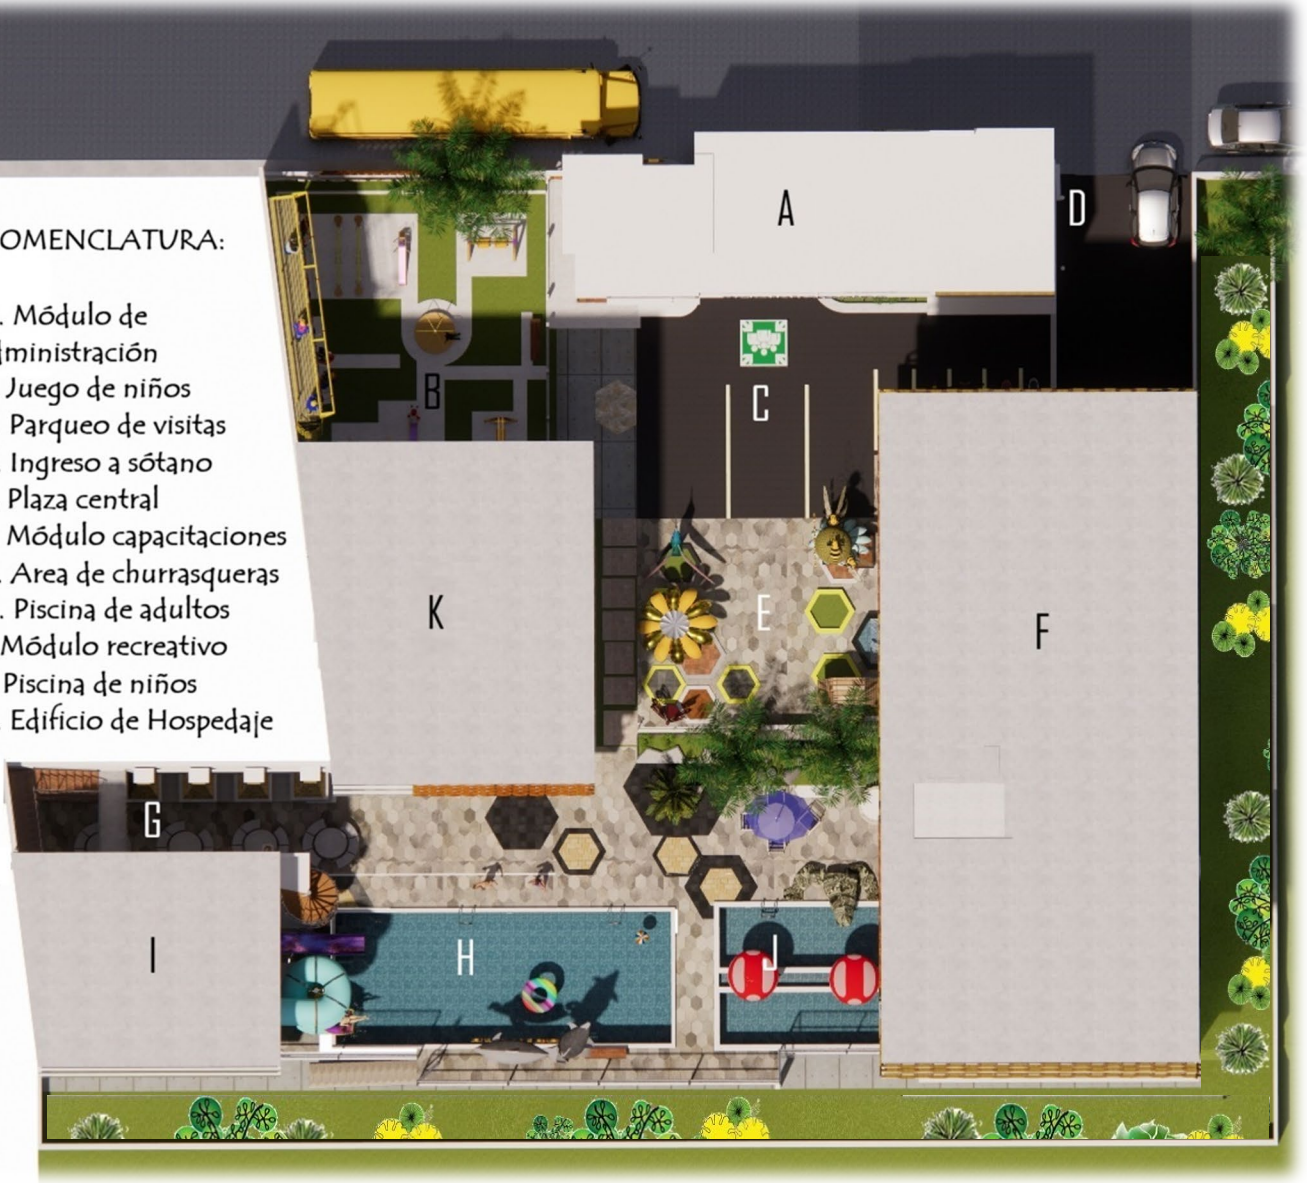 OMENCLATURA:
. Módulo de
ministración
Juego de niños
Parqueo de visitas
Ingreso a sótano
Plaza central
Módulo capacitaciones
. Area de churrasqueras
. Piscina de adultos
Módulo recreativo
Piscina de niños
Edificio de Hospedaje
A
D
B
C
K
E
F
G
I
H
J